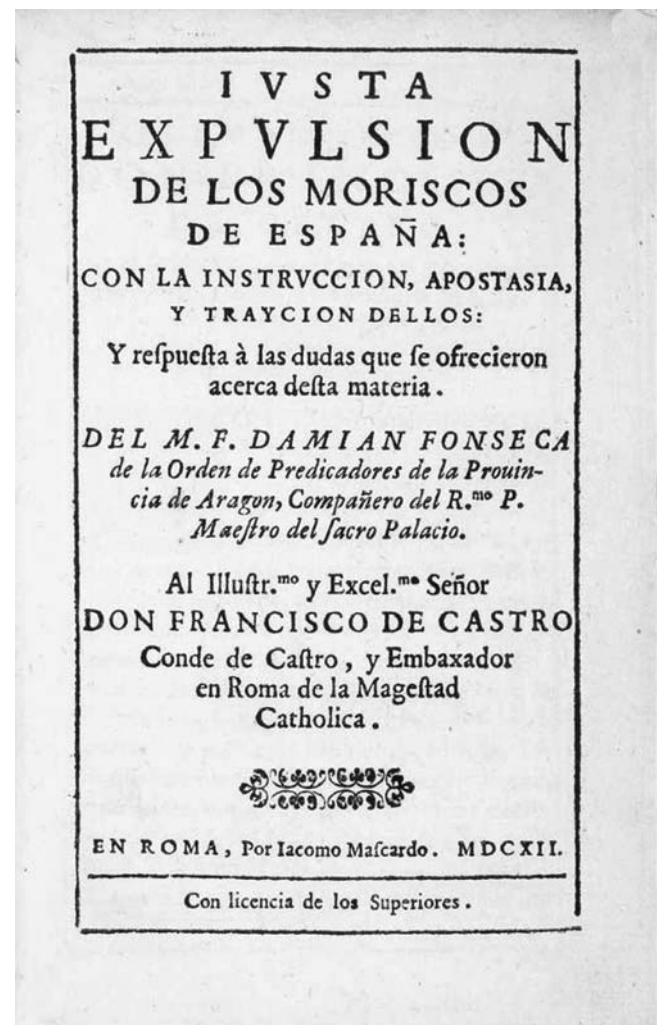 IVSTA
EXPVLSION
DE LOS MORISCOS
DE ESPAÑA:
CON LA INSTRVCCION, APOSTASIA,
Y TRAYCION DELLOS:
Y reſpueſta à las dudas que ſe ofrecieron
acerca deſta materia.
DEL M. F. DAMIAN FONSECA
de la Orden de Predicadores de la Prouin-
cia de Aragon, Compañero del R.mo P.
Maeſtro del ſacro Palacio.
Al Illuſtr.mo y Excel.mo Señor
DON FRANCISCO DE CASTRO
Conde de Caſtro, y Embaxador
en Roma de la Mageſtad
Catholica.
EN ROMA, Por Iacomo Maſcardo. MDCXII.
Con licencia de los Superiores.